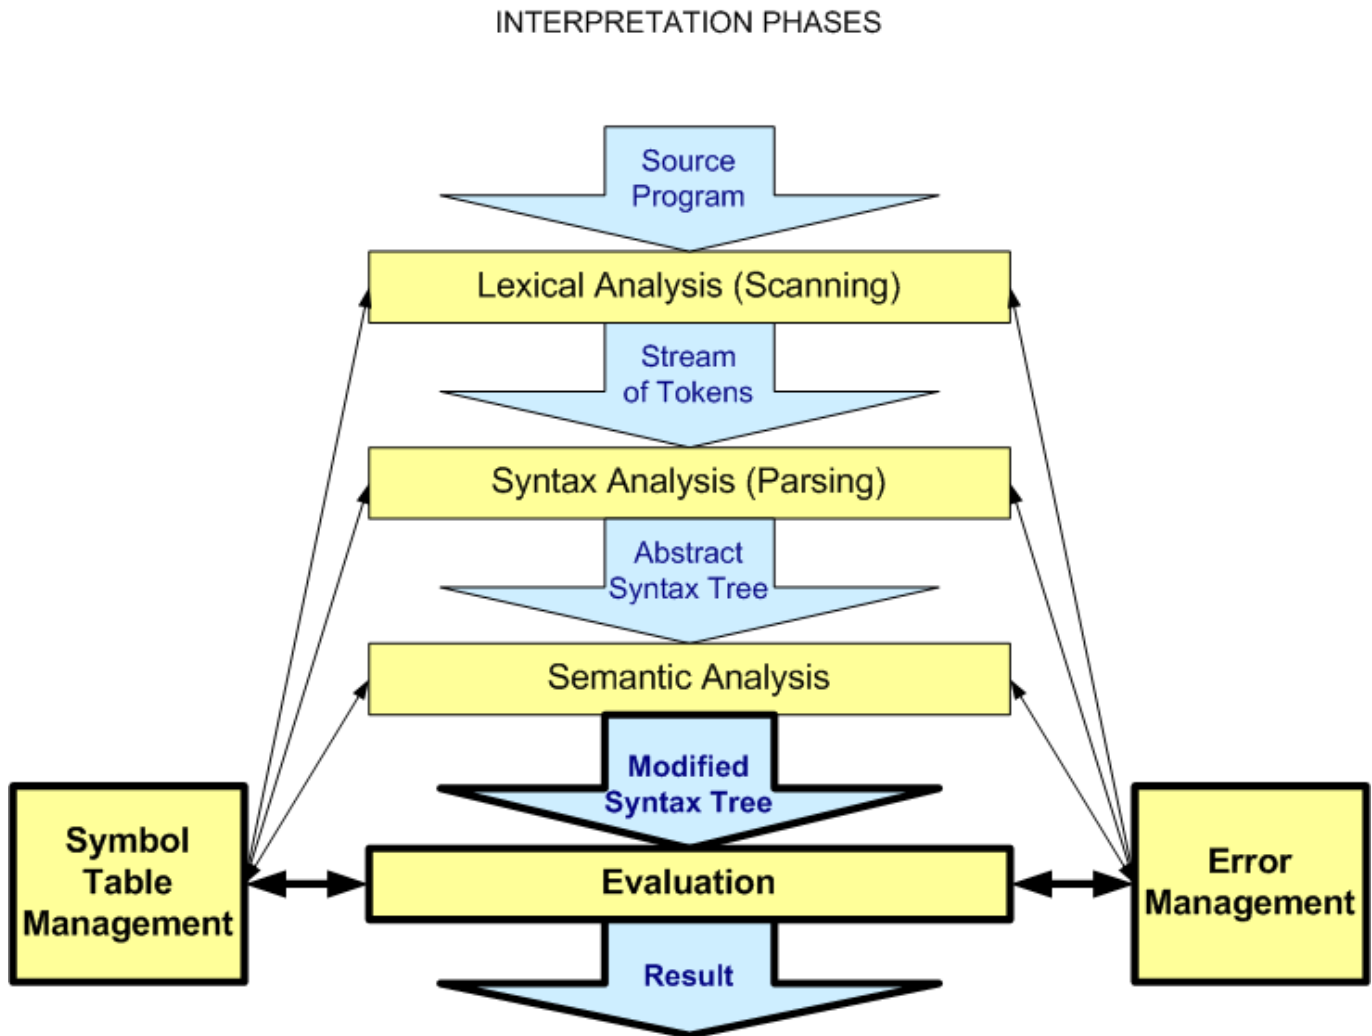 INTERPRETATION PHASES
Source
Program
Lexical Analysis (Scanning)
Stream
of Tokens
Syntax Analysis (Parsing)
Abstract
Syntax Tree
Semantic Analysis
Modified
Syntax Tree
Symbol
Table
Management
Evaluation
Error
Management
Result